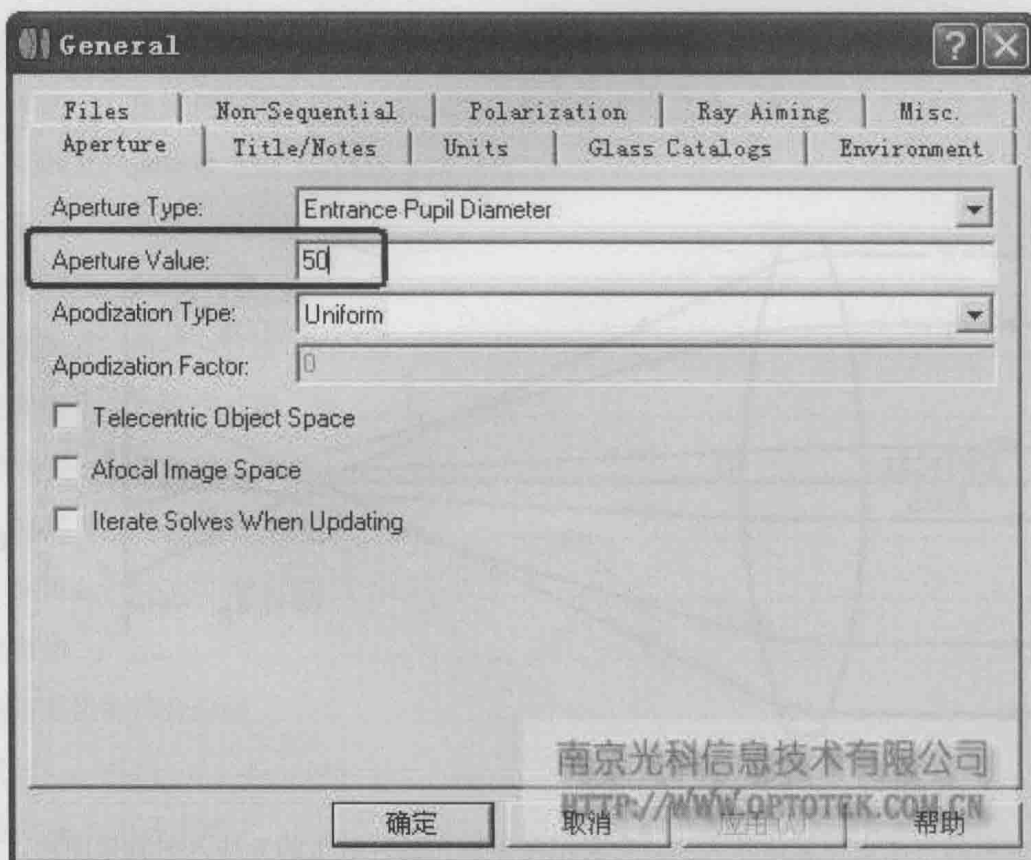 General
Files Non-Sequential Polarization Ray Aiming Misc.
Aperture Title/Notes Units Glass Catalogs Environment
Aperture Type: Entrance Pupil Diameter
Aperture Value: 50
Apodization Type: Uniform
Apodization Factor: 0
Telecentric Object Space
Afocal Image Space
Iterate Solves When Updating
南京光科信息技术有限公司
HTTP://WWW.OPTOTEK.COM.CN
确定 取消 应用(A) 帮助